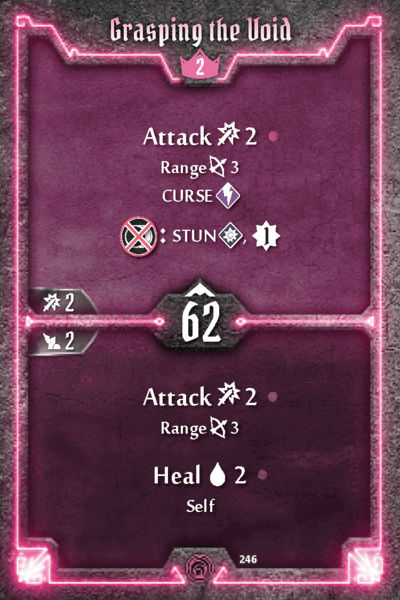 Grasping the Void
2
Attack 2
Range 3
CURSE
: STUN , 1
2
62
2
Attack 2
Range 3
Heal 2
Self
246